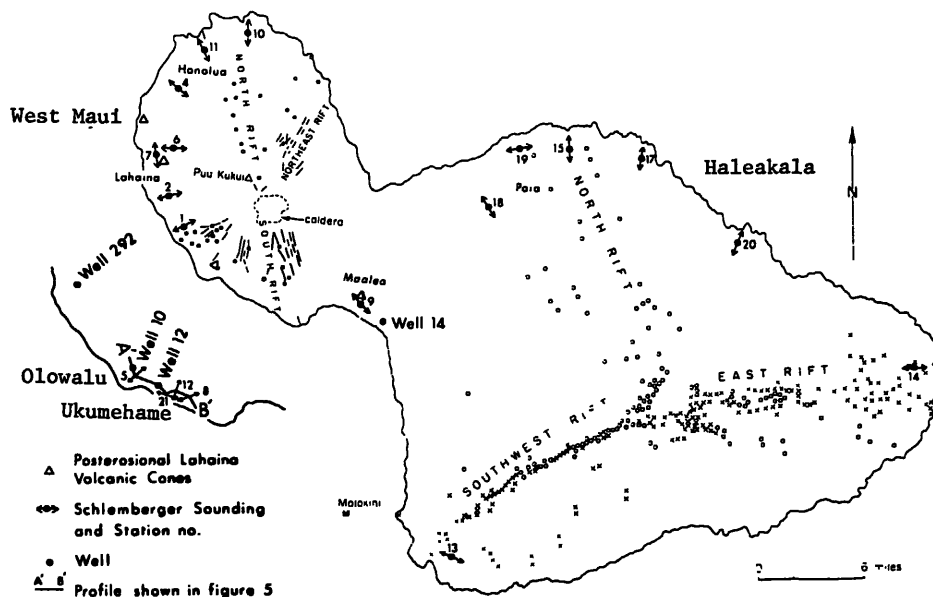 11
10
Honolua
4
NORTH RIFT
NORTHEAST RIFT
West Maui
7
6
Lahaina
2
Puu Kukui
caldera
1
SOUTH RIFT
Maalea
9
Well 14
19
15
17
Haleakala
N
Paia
18
NORTH RIFT
20
EAST RIFT
14
SOUTHWEST RIFT
Molokini
13
Well 292
A'
Well 10
Well 12
Olowalu
5
12
8
21
B'
Ukumehame
Posterosional Lahaina
Volcanic Cones
Schlemberger Sounding
and Station no.
Well
A' B'
Profile shown in figure 5
0